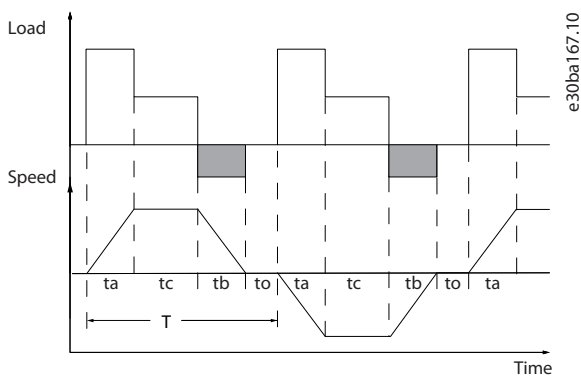 Load
e30ba167.10
Speed
ta tc tb to ta tc tb to ta
T
Time